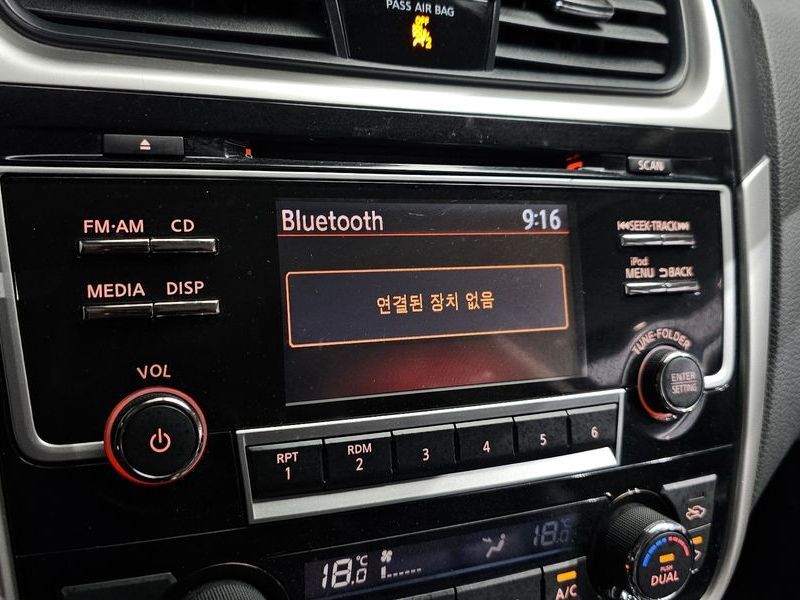 PASS AIR BAG
OFF
SCAN
FM·AM CD
Bluetooth 9:16
SEEK·TRACK
MEDIA DISP
iPod
MENU BACK
연결된 장치 없음
TUNE·FOLDER
VOL
ENTER
SETTING
RPT
1
RDM
2
3
4
5
6
18℃
18℃
PUSH
DUAL
A/C